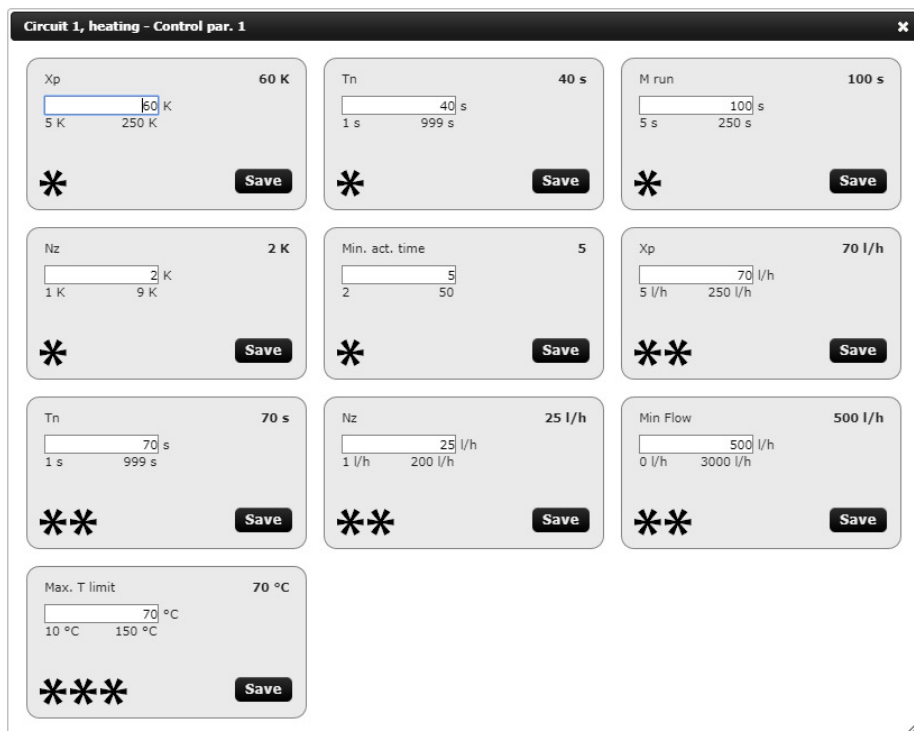 Circuit 1, heating - Control par. 1 ×
Xp 60 K
60 K
5 K 250 K
* Save
Tn 40 s
40 s
1 s 999 s
* Save
M run 100 s
100 s
5 s 250 s
* Save
Nz 2 K
2 K
1 K 9 K
* Save
Min. act. time 5
5
2 50
* Save
Xp 70 l/h
70 l/h
5 l/h 250 l/h
** Save
Tn 70 s
70 s
1 s 999 s
** Save
Nz 25 l/h
25 l/h
1 l/h 200 l/h
** Save
Min Flow 500 l/h
500 l/h
0 l/h 3000 l/h
** Save
Max. T limit 70 °C
70 °C
10 °C 150 °C
*** Save